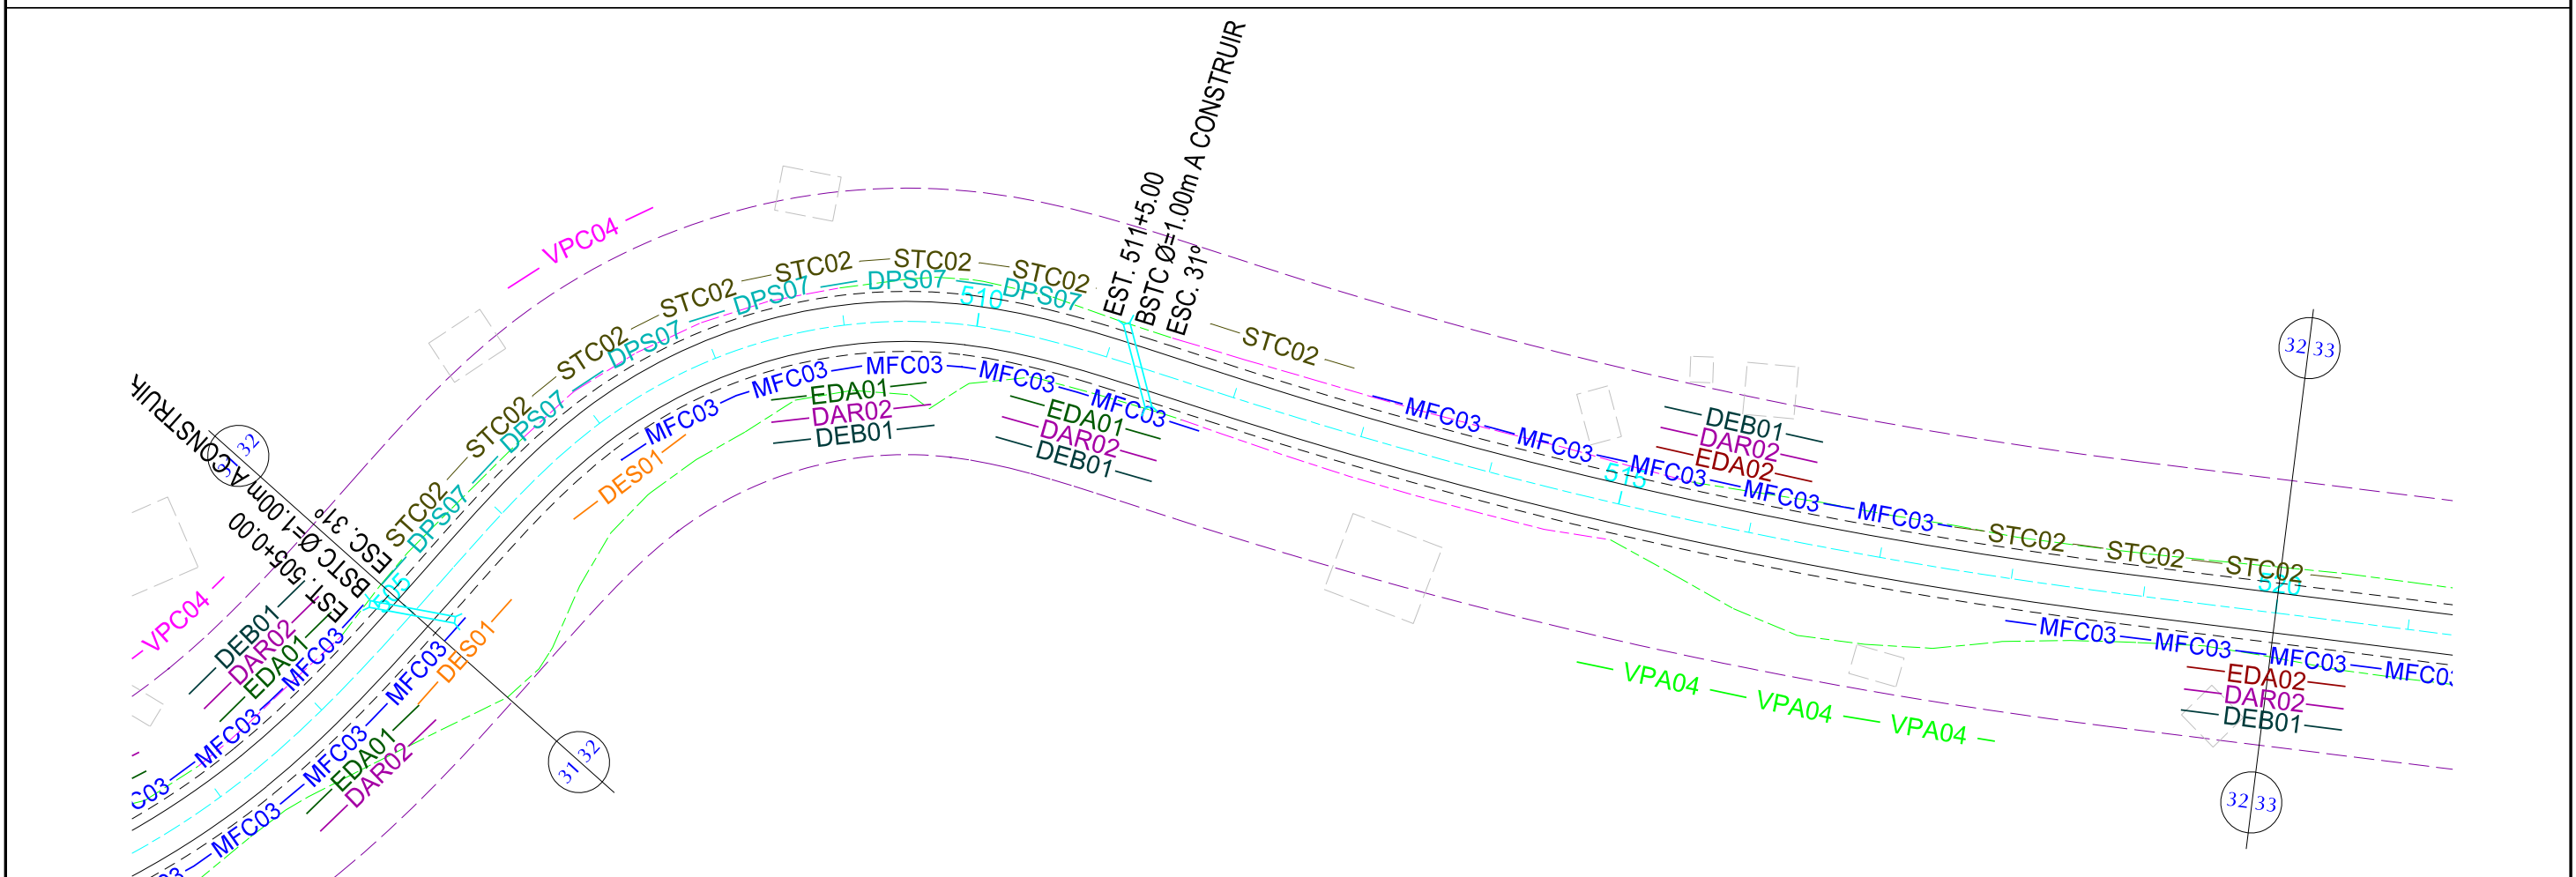 EST. 511+5.00
BSTC Ø=1.00m A CONSTRUIR
ESC. 31º
VPC04
STC02
STC02
STC02
STC02
STC02
STC02
STC02
STC02
DPS07
DPS07
DPS07
DPS07
DPS07
DPS07
510
MFC03
MFC03
MFC03
MFC03
MFC03
EDA01
DAR02
DEB01
EDA01
DAR02
DEB01
DES01
EST. 505+0.00
BSTC Ø=1.00m A CONSTRUIR
ESC. 31º
32
505
VPC04
DEB01
DAR02
EDA01
MFC03
MFC03
C03
MFC03
MFC03
MFC03
DES01
EDA01
DAR02
31 32
MFC03
MFC03
MFC03
MFC03
MFC03
515
DEB01
DAR02
EDA02
STC02
STC02
STC02
520
32 33
MFC03
MFC03
MFC03
EDA02
DAR02
DEB01
VPA04
VPA04
VPA04
32 33